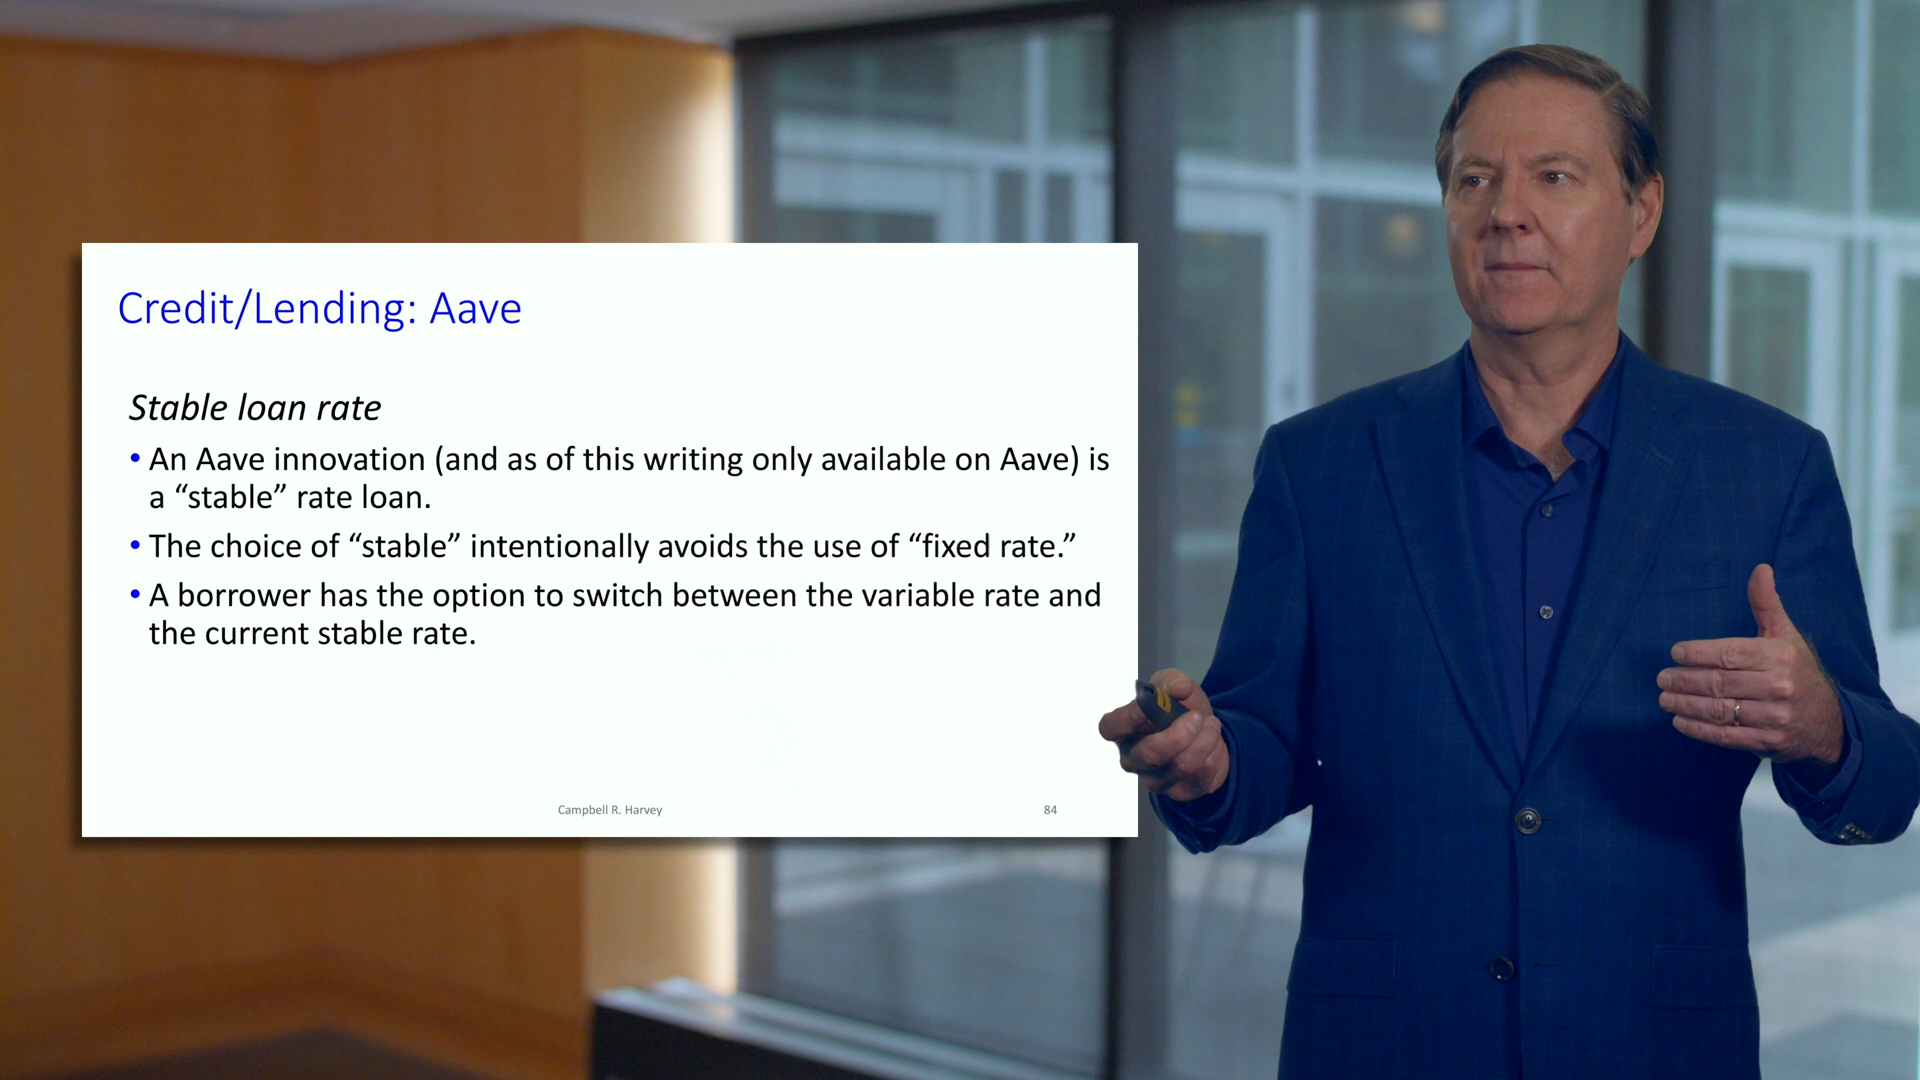 Credit/Lending: Aave
Stable loan rate
• An Aave innovation (and as of this writing only available on Aave) is
a “stable” rate loan.
• The choice of “stable” intentionally avoids the use of “fixed rate.”
• A borrower has the option to switch between the variable rate and
the current stable rate.
Campbell R. Harvey
84